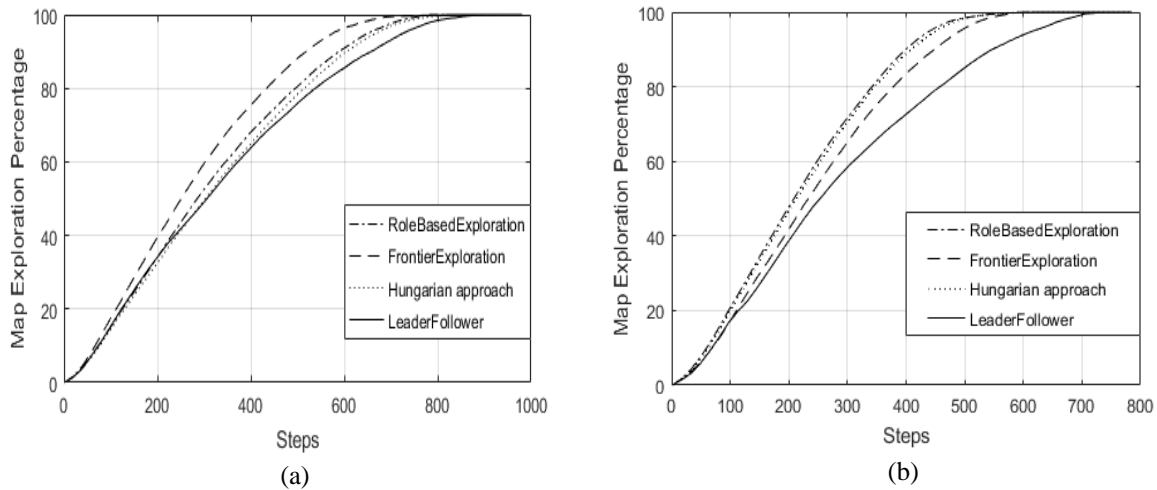 100
80
60
40
20
0
Map Exploration Percentage
RoleBasedExploration
FrontierExploration
Hungarian approach
LeaderFollower
0 200 400 600 800 1000
Steps
(a)
100
80
60
40
20
0
Map Exploration Percentage
RoleBasedExploration
FrontierExploration
Hungarian approach
LeaderFollower
0 100 200 300 400 500 600 700 800
Steps
(b)